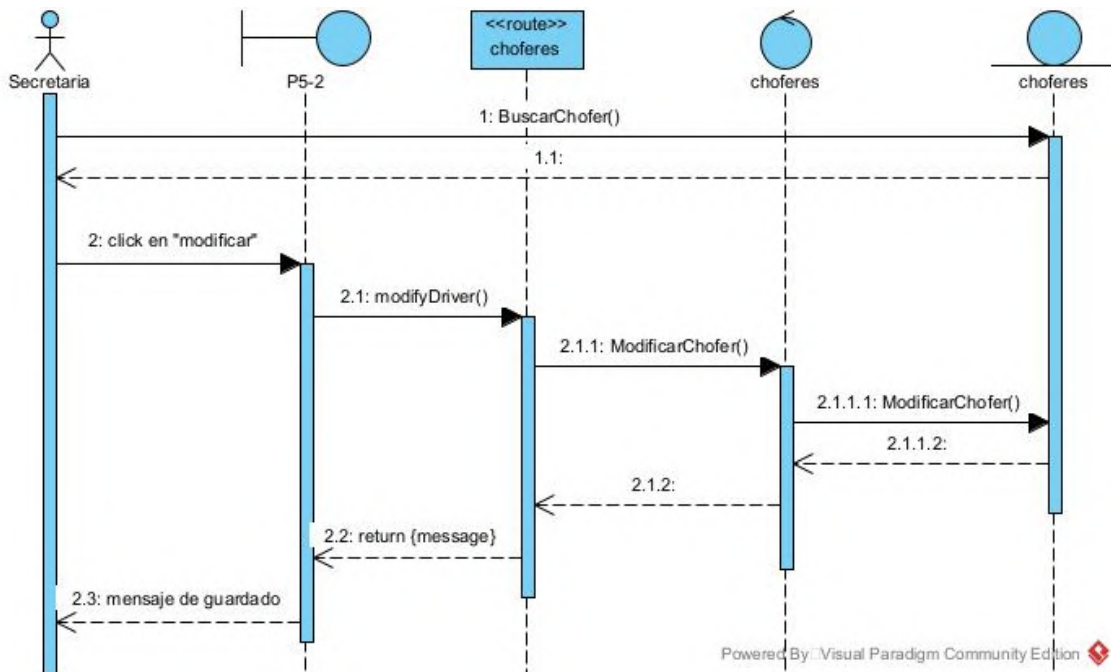 <<route>>
choferes
Secretaria
P5-2
choferes
choferes
1: BuscarChofer()
1.1:
2: click en "modificar"
2.1: modifyDriver()
2.1.1: ModificarChofer()
2.1.1.1: ModificarChofer()
2.1.1.2:
2.1.2:
2.2: return {message}
2.3: mensaje de guardado
Powered By Visual Paradigm Community Edition